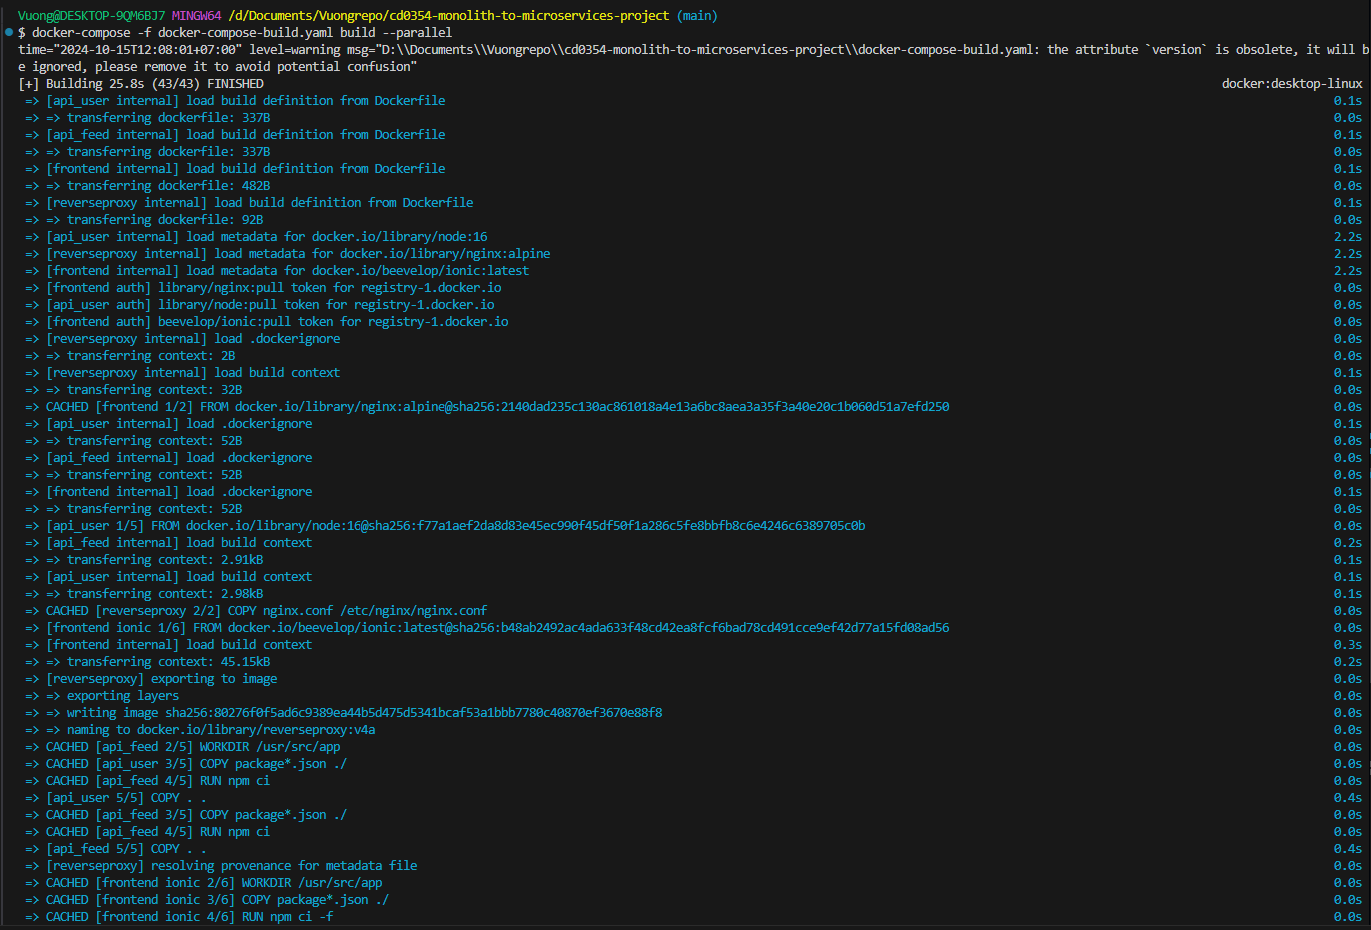 Vuong@DESKTOP-9QM6BJ7 MINGW64 /d/Documents/Vuongrepo/cd0354-monolith-to-microservices-project (main)
$ docker-compose -f docker-compose-build.yaml build --parallel
time="2024-10-15T12:08:01+07:00" level=warning msg="D:\\Documents\\Vuongrepo\\cd0354-monolith-to-microservices-project\\docker-compose-build.yaml: the attribute `version` is obsolete, it will b
e ignored, please remove it to avoid potential confusion"
[+] Building 25.8s (43/43) FINISHED docker:desktop-linux
=> [api_user internal] load build definition from Dockerfile 0.1s
=> => transferring dockerfile: 337B 0.0s
=> [api_feed internal] load build definition from Dockerfile 0.1s
=> => transferring dockerfile: 337B 0.0s
=> [frontend internal] load build definition from Dockerfile 0.1s
=> => transferring dockerfile: 482B 0.0s
=> [reverseproxy internal] load build definition from Dockerfile 0.1s
=> => transferring dockerfile: 92B 0.0s
=> [api_user internal] load metadata for docker.io/library/node:16 2.2s
=> [reverseproxy internal] load metadata for docker.io/library/nginx:alpine 2.2s
=> [frontend internal] load metadata for docker.io/beevelop/ionic:latest 2.2s
=> [frontend auth] library/nginx:pull token for registry-1.docker.io 0.0s
=> [api_user auth] library/node:pull token for registry-1.docker.io 0.0s
=> [frontend auth] beevelop/ionic:pull token for registry-1.docker.io 0.0s
=> [reverseproxy internal] load .dockerignore 0.0s
=> => transferring context: 2B 0.0s
=> [reverseproxy internal] load build context 0.1s
=> => transferring context: 32B 0.0s
=> CACHED [frontend 1/2] FROM docker.io/library/nginx:alpine@sha256:2140dad235c130ac861018a4e13a6bc8aea3a35f3a40e20c1b060d51a7efd250 0.0s
=> [api_user internal] load .dockerignore 0.1s
=> => transferring context: 52B 0.0s
=> [api_feed internal] load .dockerignore 0.0s
=> => transferring context: 52B 0.0s
=> [frontend internal] load .dockerignore 0.1s
=> => transferring context: 52B 0.0s
=> [api_user 1/5] FROM docker.io/library/node:16@sha256:f77a1aef2da8d83e45ec990f45df50f1a286c5fe8bbfb8c6e4246c6389705c0b 0.0s
=> [api_feed internal] load build context 0.2s
=> => transferring context: 2.91kB 0.1s
=> [api_user internal] load build context 0.1s
=> => transferring context: 2.98kB 0.1s
=> CACHED [reverseproxy 2/2] COPY nginx.conf /etc/nginx/nginx.conf 0.0s
=> [frontend ionic 1/6] FROM docker.io/beevelop/ionic:latest@sha256:b48ab2492ac4ada633f48cd42ea8fcf6bad78cd491cce9ef42d77a15fd08ad56 0.0s
=> [frontend internal] load build context 0.3s
=> => transferring context: 45.15kB 0.2s
=> [reverseproxy] exporting to image 0.0s
=> => exporting layers 0.0s
=> => writing image sha256:80276f0f5ad6c9389ea44b5d475d5341bcaf53a1bbb7780c40870ef3670e88f8 0.0s
=> => naming to docker.io/library/reverseproxy:v4a 0.0s
=> CACHED [api_feed 2/5] WORKDIR /usr/src/app 0.0s
=> CACHED [api_user 3/5] COPY package*.json ./ 0.0s
=> CACHED [api_feed 4/5] RUN npm ci 0.0s
=> [api_user 5/5] COPY . . 0.4s
=> CACHED [api_feed 3/5] COPY package*.json ./ 0.0s
=> CACHED [api_feed 4/5] RUN npm ci 0.0s
=> [api_feed 5/5] COPY . . 0.4s
=> [reverseproxy] resolving provenance for metadata file 0.0s
=> CACHED [frontend ionic 2/6] WORKDIR /usr/src/app 0.0s
=> CACHED [frontend ionic 3/6] COPY package*.json ./ 0.0s
=> CACHED [frontend ionic 4/6] RUN npm ci -f 0.0s